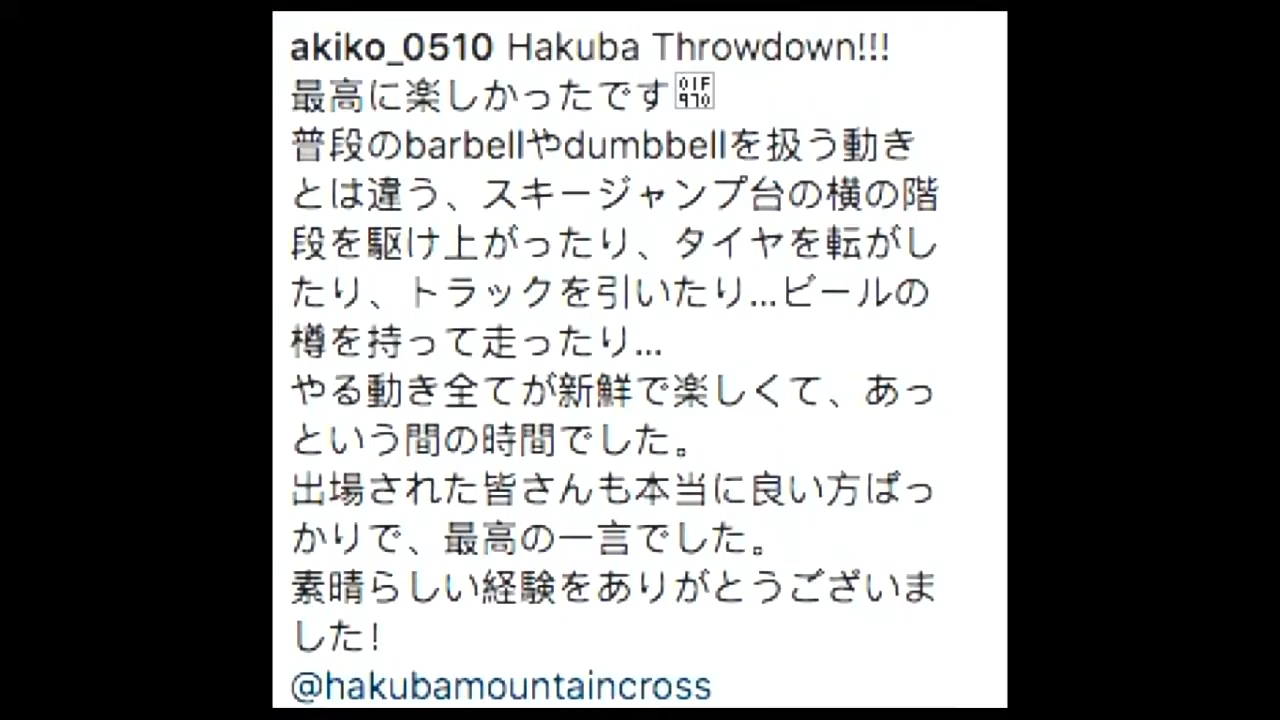 akiko_0510 Hakuba Throwdown!!!
最高に楽しかったです
普段のbarbellやdumbbellを扱う動き
とは違う、スキージャンプ台の横の階
段を駆け上がったり、タイヤを転がし
たり、トラックを引いたり...ビールの
樽を持って走ったり...
やる動き全てが新鮮で楽しくて、あっ
という間の時間でした。
出場された皆さんも本当に良い方ばっ
かりで、最高の一言でした。
素晴らしい経験をありがとうございま
した!
@hakubamountaincross